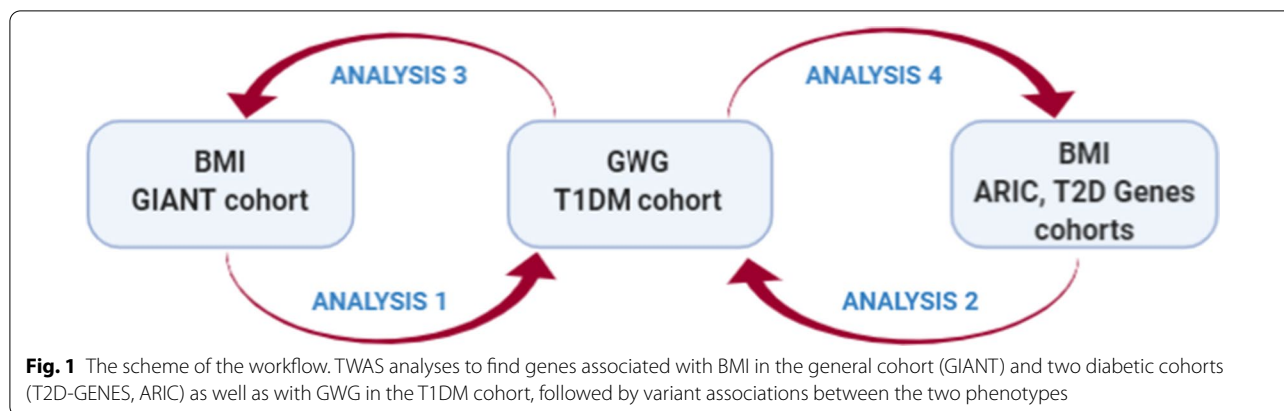 ANALYSIS 3
ANALYSIS 4
BMI
GIANT cohort
GWG
T1DM cohort
BMI
ARIC, T2D Genes
cohorts
ANALYSIS 1
ANALYSIS 2
Fig. 1 The scheme of the workflow. TWAS analyses to find genes associated with BMI in the general cohort (GIANT) and two diabetic cohorts
(T2D-GENES, ARIC) as well as with GWG in the T1DM cohort, followed by variant associations between the two phenotypes